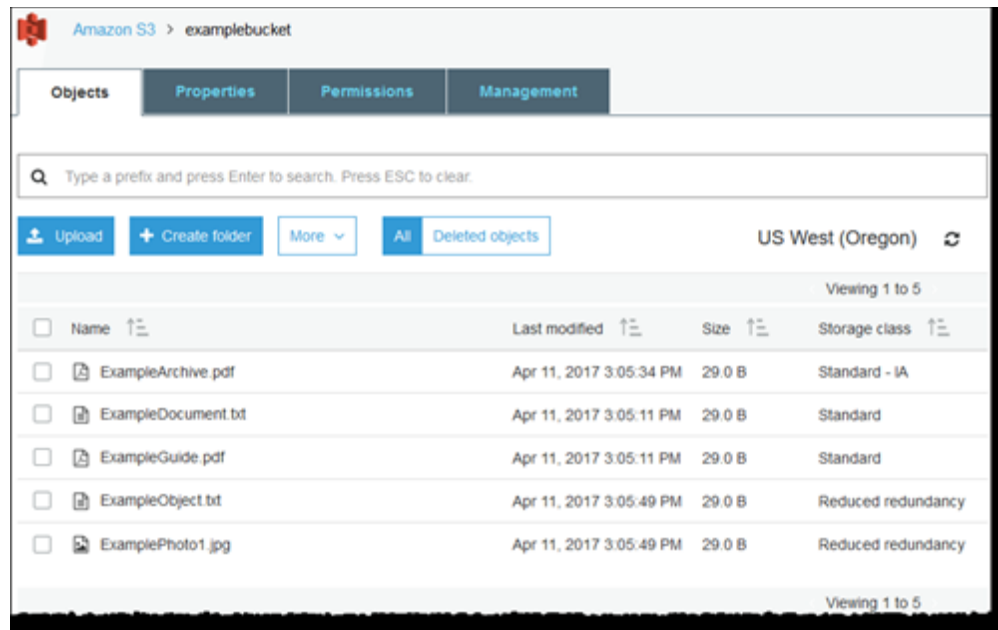 Amazon S3 > examplebucket
Objects Properties Permissions Management
Type a prefix and press Enter to search. Press ESC to clear.
Upload + Create folder More All Deleted objects US West (Oregon)
Viewing 1 to 5
Name Last modified Size Storage class
ExampleArchive.pdf Apr 11, 2017 3:05:34 PM 29.0 B Standard - IA
ExampleDocument.txt Apr 11, 2017 3:05:11 PM 29.0 B Standard
ExampleGuide.pdf Apr 11, 2017 3:05:11 PM 29.0 B Standard
ExampleObject.txt Apr 11, 2017 3:05:49 PM 29.0 B Reduced redundancy
ExamplePhoto1.jpg Apr 11, 2017 3:05:49 PM 29.0 B Reduced redundancy
Viewing 1 to 5